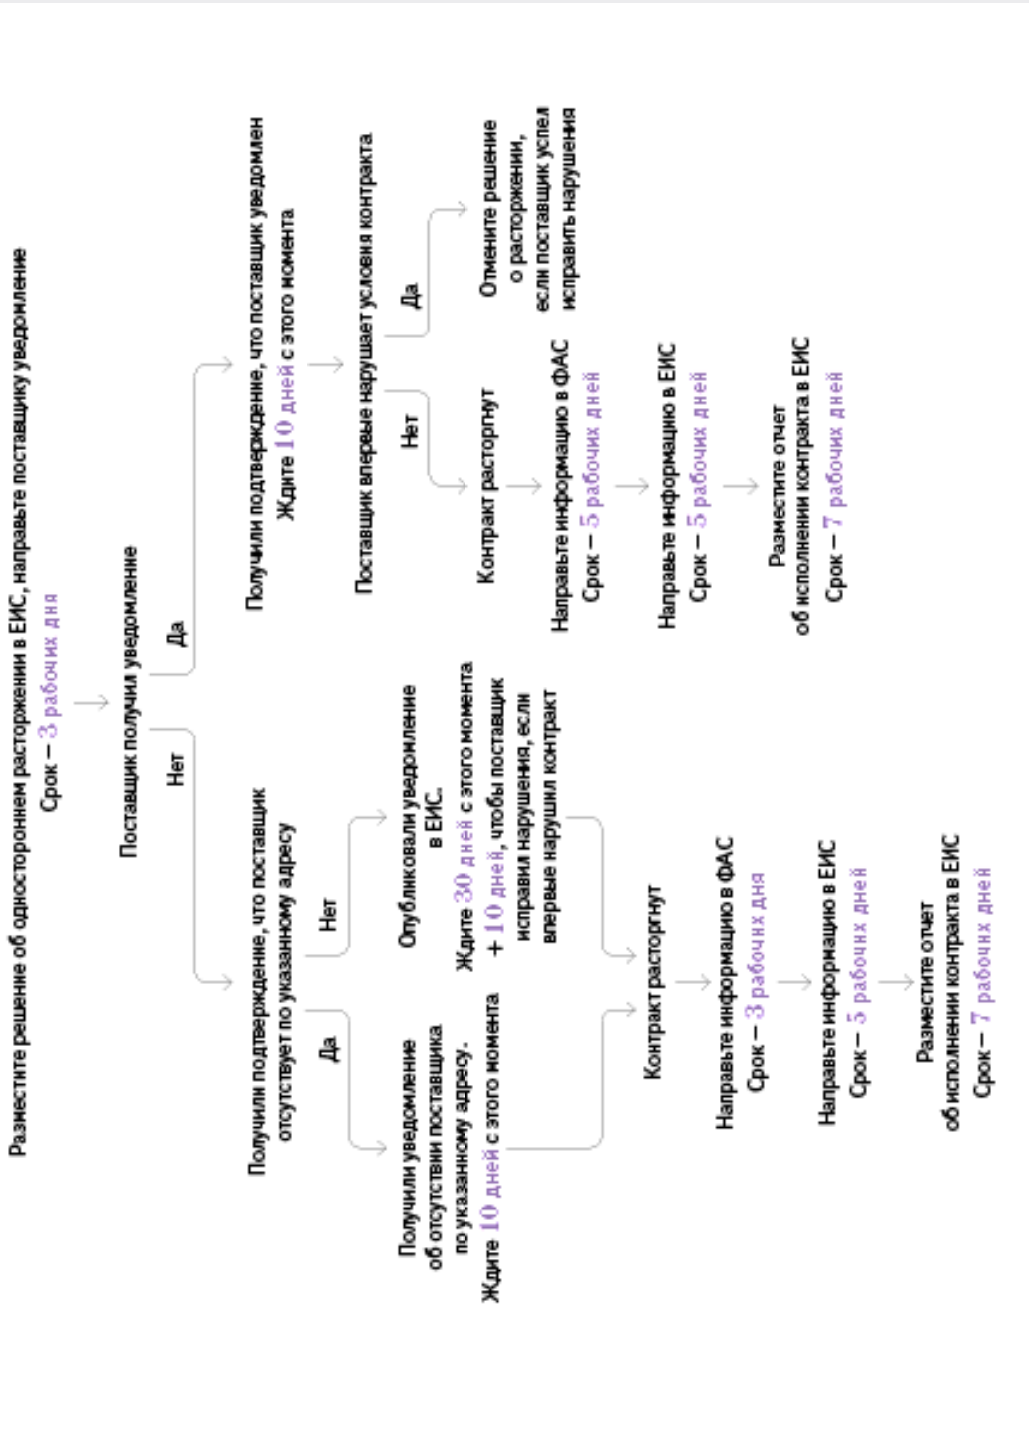 Разместите решение об одностороннем расторжении в ЕИС, направьте поставщику уведомление
Срок — 3 рабочих дня
Поставщик получил уведомление
Нет
Да
Получили подтверждение, что поставщик
отсутствует по указанному адресу
Да
Нет
Получили уведомление
об отсутствии поставщика
по указанному адресу.
Ждите 10 дней с этого момента
Опубликовали уведомление
в ЕИС.
Ждите 30 дней с этого момента
+ 10 дней, чтобы поставщик
исправил нарушения, если
впервые нарушил контракт
Контракт расторгнут
Направьте информацию в ФАС
Срок — 3 рабочих дня
Направьте информацию в ЕИС
Срок — 5 рабочих дней
Разместите отчет
об исполнении контракта в ЕИС
Срок — 7 рабочих дней
Получили подтверждение, что поставщик уведомлен
Ждите 10 дней с этого момента
Поставщик впервые нарушает условия контракта
Нет
Да
Контракт расторгнут
Направьте информацию в ФАС
Срок — 5 рабочих дней
Направьте информацию в ЕИС
Срок — 5 рабочих дней
Разместите отчет
об исполнении контракта в ЕИС
Срок — 7 рабочих дней
Отмените решение
о расторжении,
если поставщик успел
исправить нарушения